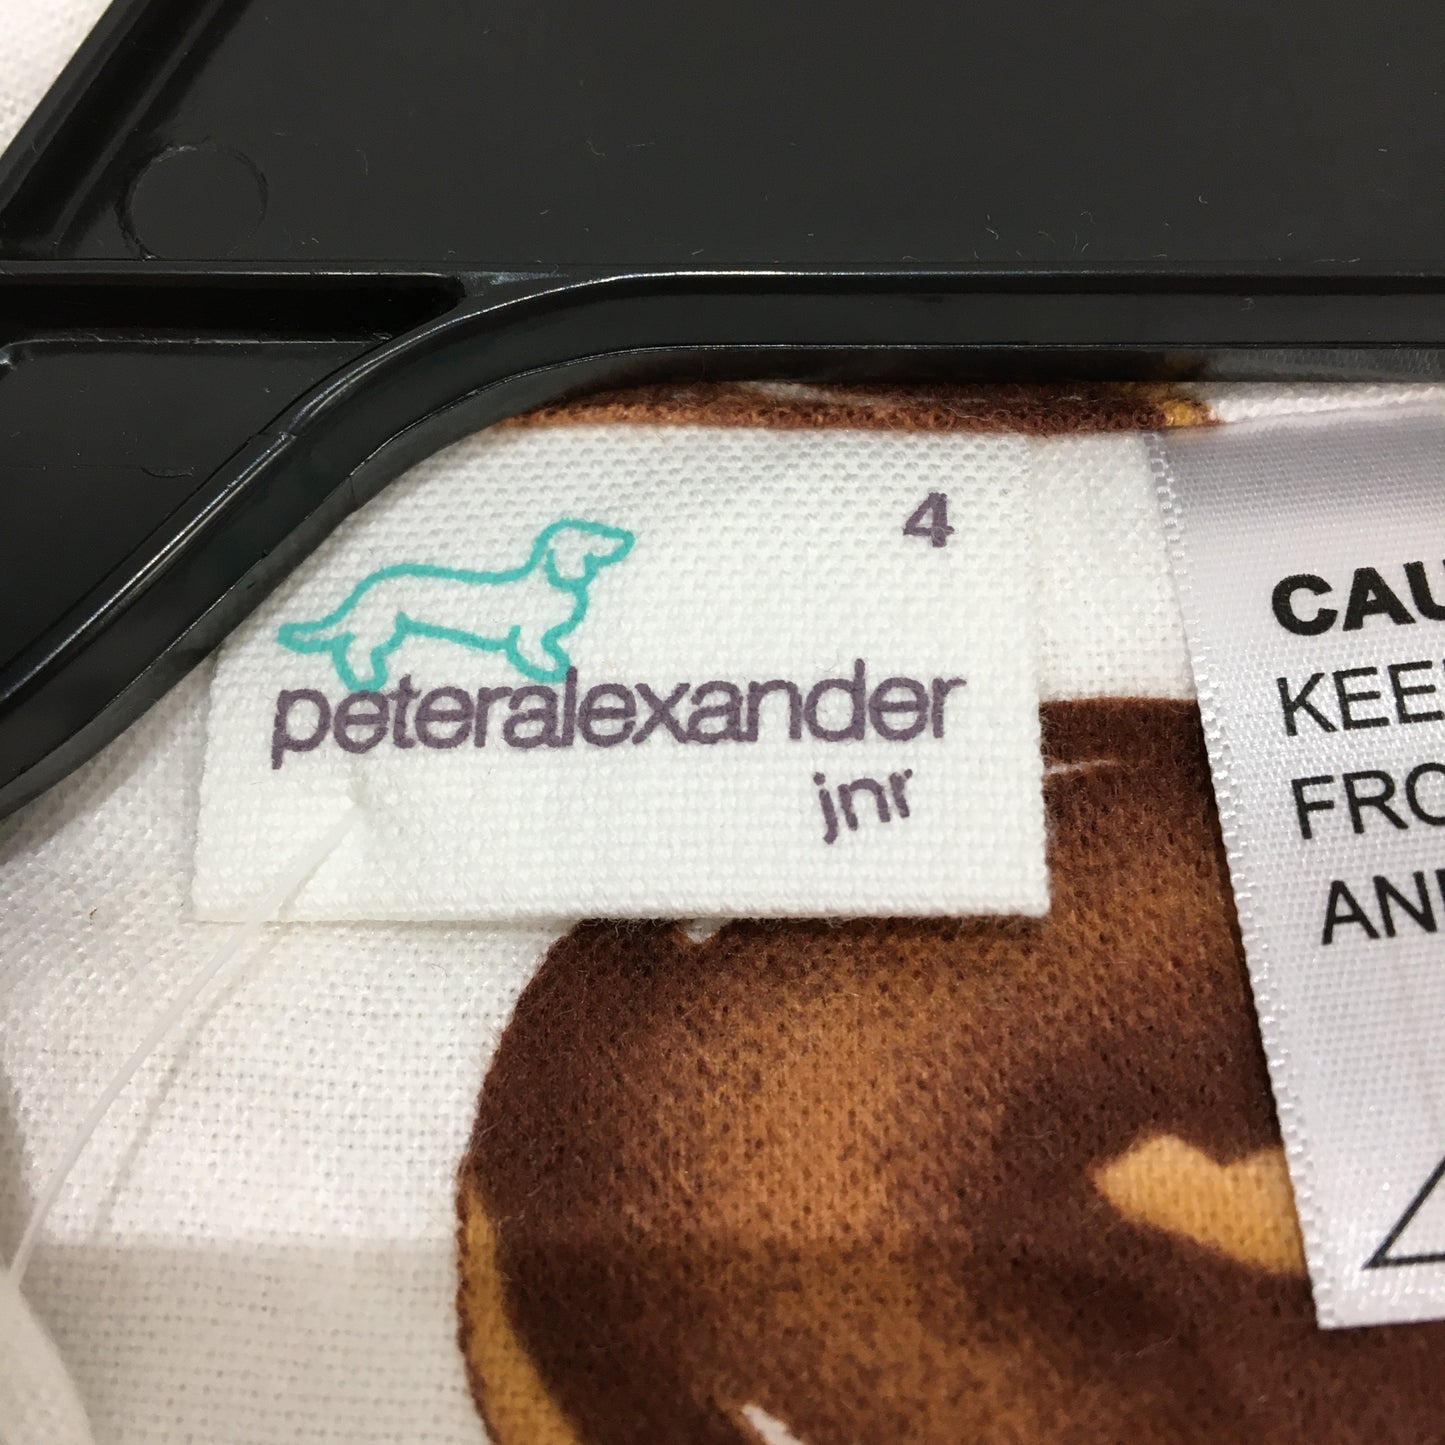 4
peteralexander
jnr
CAU
KEE
FRO
AN